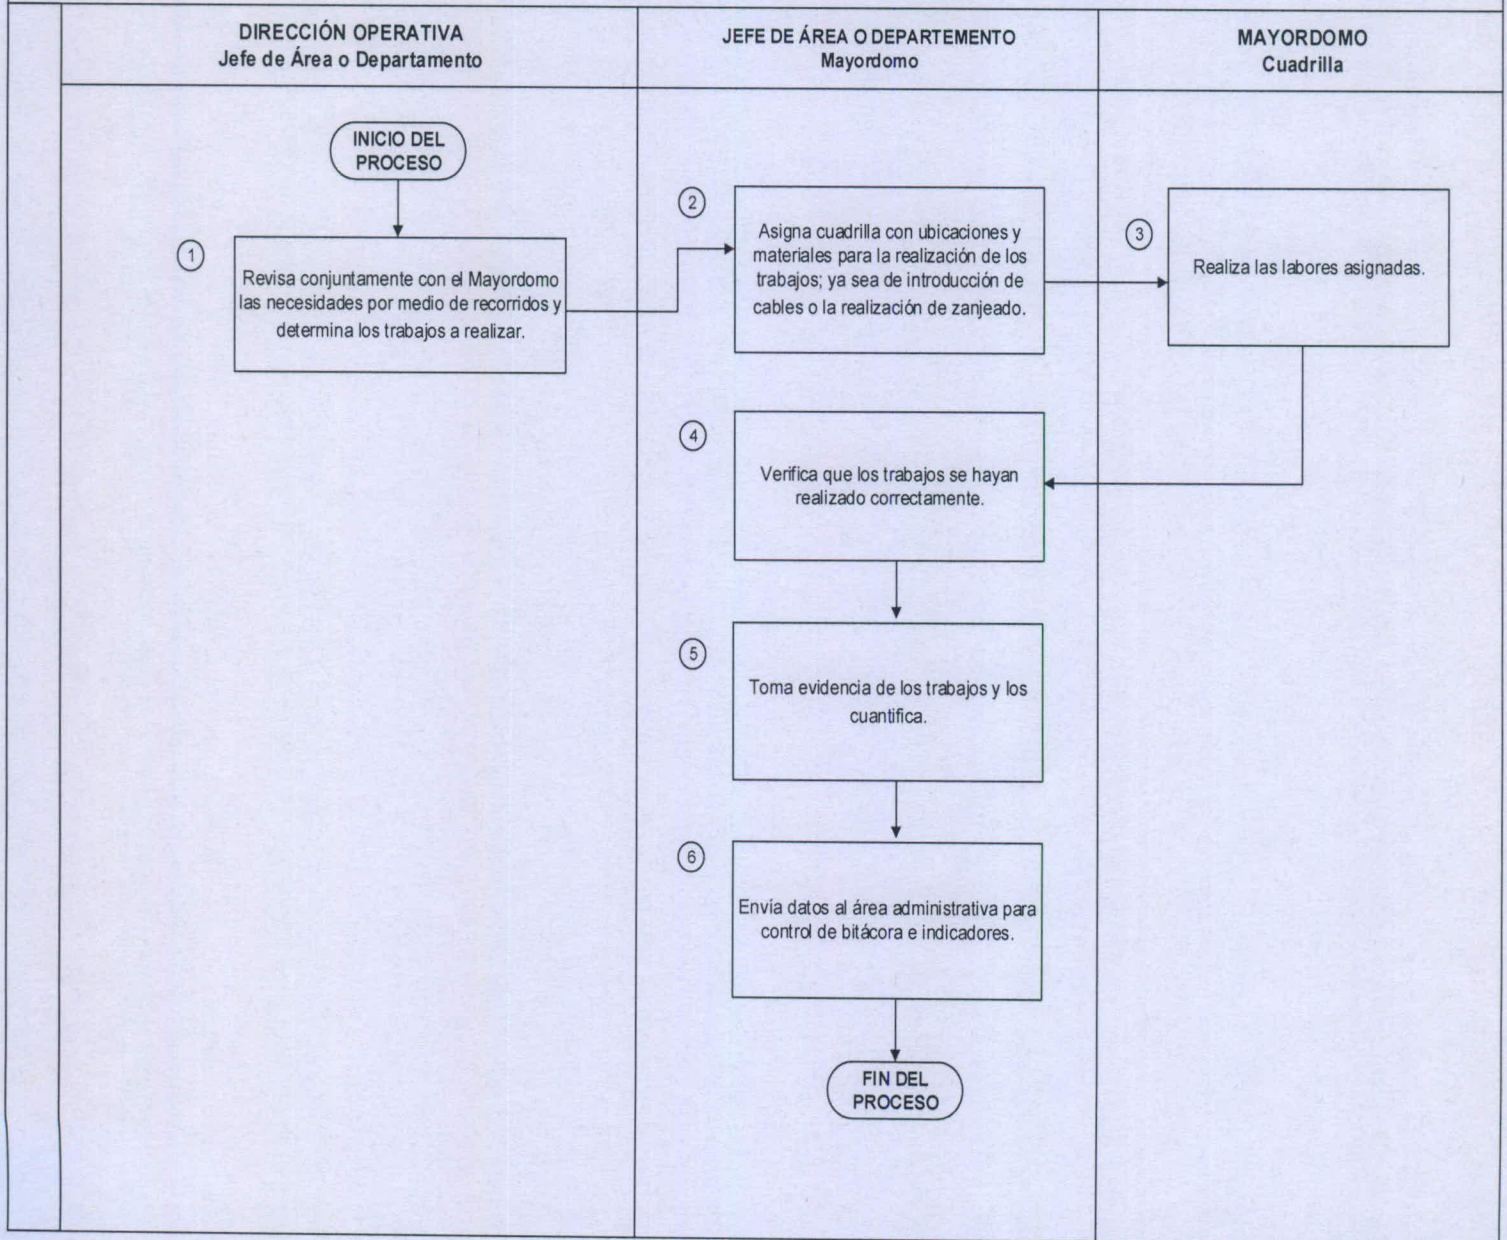 DIRECCIÓN OPERATIVA
Jefe de Área o Departamento
JEFE DE ÁREA O DEPARTEMENTO
Mayordomo
MAYORDOMO
Cuadrilla
INICIO DEL
PROCESO
1
Revisa conjuntamente con el Mayordomo
las necesidades por medio de recorridos y
determina los trabajos a realizar.
2
Asigna cuadrilla con ubicaciones y
materiales para la realización de los
trabajos; ya sea de introducción de
cables o la realización de zanjeado.
3
Realiza las labores asignadas.
4
Verifica que los trabajos se hayan
realizado correctamente.
5
Toma evidencia de los trabajos y los
cuantifica.
6
Envía datos al área administrativa para
control de bitácora e indicadores.
FIN DEL
PROCESO